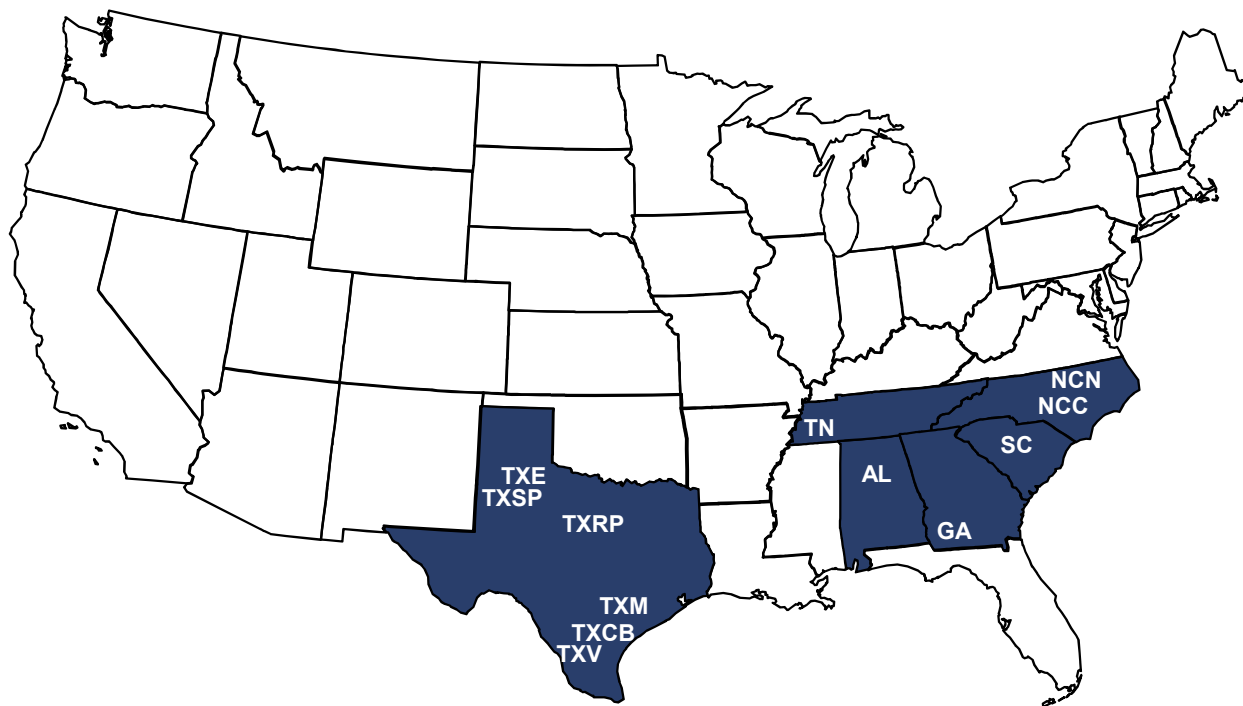 NCN
NCC
TN
SC
AL
TXE
TXSP
TXRP
GA
TXM
TXCB
TXV